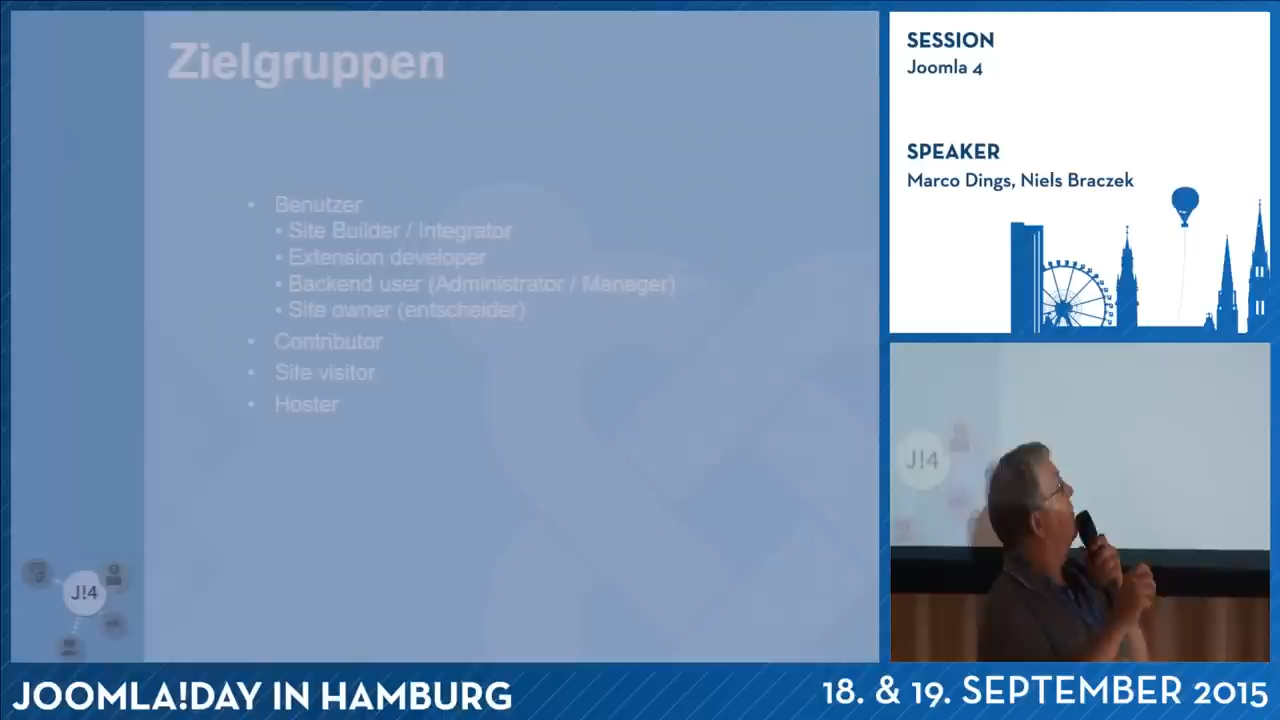 Zielgruppen
• Benutzer
▪ Site Builder / Integrator
▪ Extension developer
▪ Backend user (Administrator / Manager)
▪ Site owner (entscheider)
• Contributor
• Site visitor
• Hoster
J!4
SESSION
Joomla 4
SPEAKER
Marco Dings, Niels Braczek
J!4
JOOMLA!DAY IN HAMBURG
18. & 19. SEPTEMBER 2015